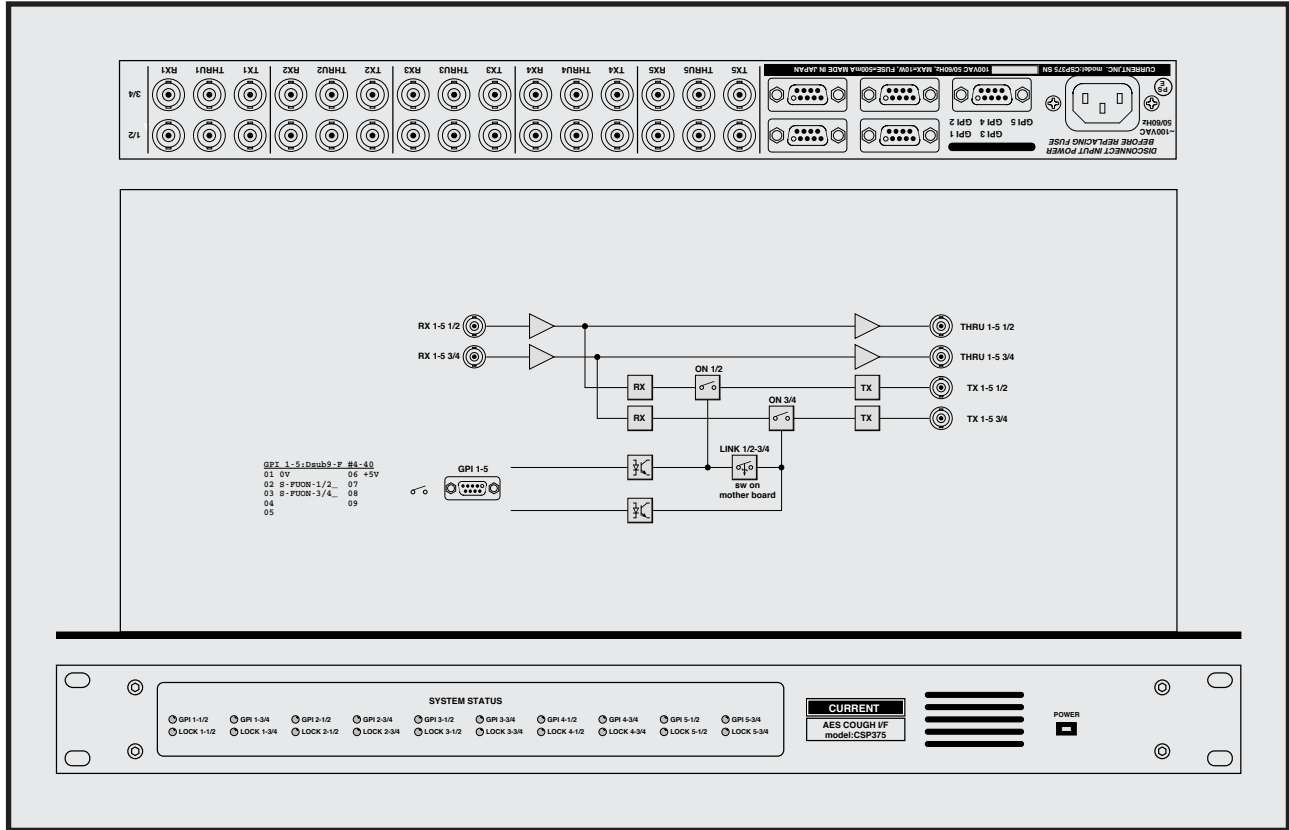 RX1 THRU1 TX1 RX2 THRU2 TX2 RX3 THRU3 TX3 RX4 THRU4 TX4 RX5 THRU5 TX5
3/4
1/2
CURRENT,INC. model:CSP375 SN 100VAC 50/60Hz, MAX=10W, FUSE=500mA MADE IN JAPAN
GPI 2 GPI 4 GPI 5
GPI 1 GPI 3
PS
E
~100VAC
50/60Hz
DISCONNECT INPUT POWER
BEFORE REPLACING FUSE
RX 1-5 1/2
THRU 1-5 1/2
RX 1-5 3/4
THRU 1-5 3/4
ON 1/2
RX
TX
TX 1-5 1/2
ON 3/4
RX
TX
TX 1-5 3/4
LINK 1/2-3/4
sw on
mother board
GPI 1-5
GPI 1-5:Dsub9-F #4-40
01 0V 06 +5V
02 S-FUON-1/2_ 07
03 S-FUON-3/4_ 08
04 09
05
SYSTEM STATUS
GPI 1-1/2 GPI 1-3/4 GPI 2-1/2 GPI 2-3/4 GPI 3-1/2 GPI 3-3/4 GPI 4-1/2 GPI 4-3/4 GPI 5-1/2 GPI 5-3/4
LOCK 1-1/2 LOCK 1-3/4 LOCK 2-1/2 LOCK 2-3/4 LOCK 3-1/2 LOCK 3-3/4 LOCK 4-1/2 LOCK 4-3/4 LOCK 5-1/2 LOCK 5-3/4
CURRENT
AES COUGH I/F
model:CSP375
POWER